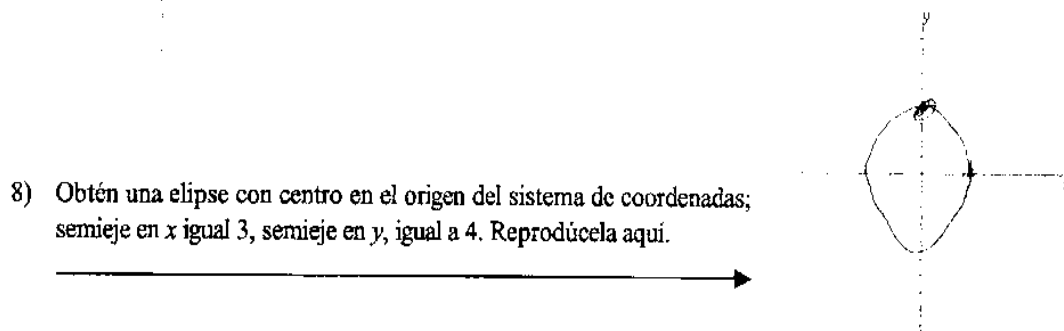 y
8) Obtén una elipse con centro en el origen del sistema de coordenadas;
semieje en x igual 3, semieje en y, igual a 4. Reprodúcela aquí.